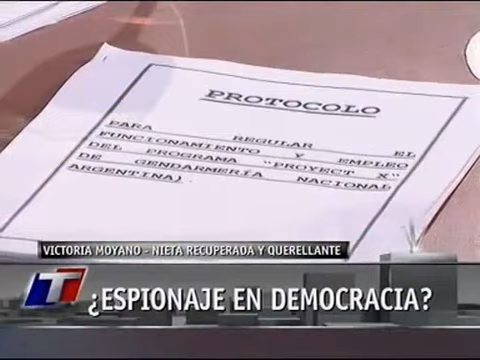 PROTOCOLO
PARA REGULAR EL
FUNCIONAMIENTO Y EMPLEO
DEL PROGRAMA "PROYECT X"
DE GENDARMERÍA NACIONAL
ARGENTINA)
VICTORIA MOYANO - NIETA RECUPERADA Y QUERELLANTE
T
¿ESPIONAJE EN DEMOCRACIA?